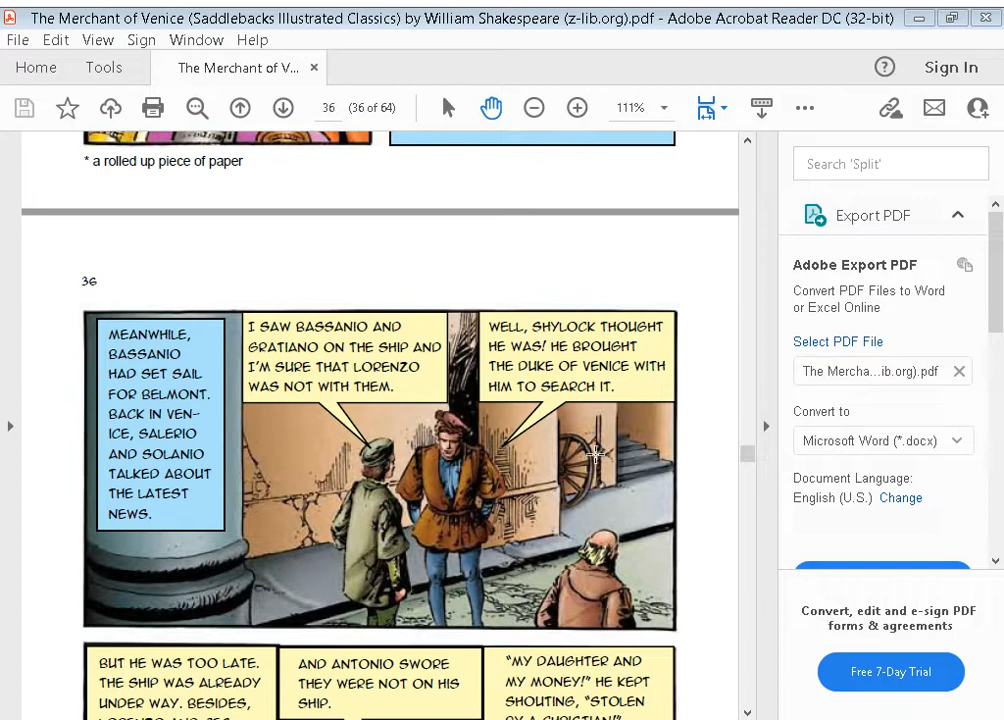 The Merchant of Venice (Saddlebacks Illustrated Classics) by William Shakespeare (z-lib.org).pdf - Adobe Acrobat Reader DC (32-bit)
File Edit View Sign Window Help
Home Tools The Merchant of V... × Sign In
36 (36 of 64) 111%
* a rolled up piece of paper
36
MEANWHILE,
BASSANIO
HAD SET SAIL
FOR BELMONT.
BACK IN VEN-
ICE, SALERIO
AND SOLANIO
TALKED ABOUT
THE LATEST
NEWS.
I SAW BASSANIO AND
GRATIANO ON THE SHIP AND
I'M SURE THAT LORENZO
WAS NOT WITH THEM.
WELL, SHYLOCK THOUGHT
HE WAS! HE BROUGHT
THE DUKE OF VENICE WITH
HIM TO SEARCH IT.
BUT HE WAS TOO LATE.
THE SHIP WAS ALREADY
UNDER WAY. BESIDES,
AND ANTONIO SWORE
THEY WERE NOT ON HIS
SHIP.
"MY DAUGHTER AND
MY MONEY!" HE KEPT
SHOUTING, "STOLEN
BY A CHRISTIAN!"
Search 'Split'
Export PDF
Adobe Export PDF
Convert PDF Files to Word
or Excel Online
Select PDF File
The Mercha...ib.org).pdf
Convert to
Microsoft Word (*.docx)
Document Language:
English (U.S.) Change
Convert, edit and e-sign PDF
forms & agreements
Free 7-Day Trial